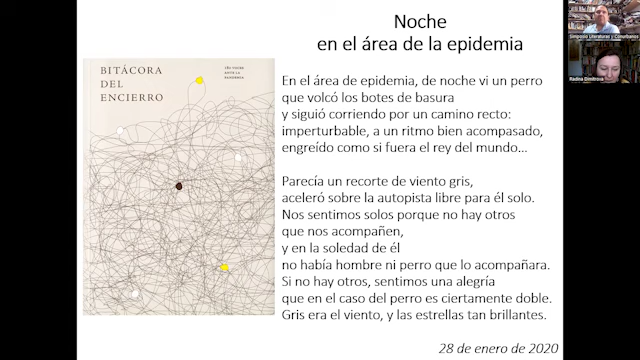 Noche
en el área de la epidemia
BITÁCORA
DEL
ENCIERRO
En el área de epidemia, de noche vi un perro
que volcó los botes de basura
y siguió corriendo por un camino recto:
imperturbable, a un ritmo bien acompasado,
engreído como si fuera el rey del mundo…
Parecía un recorte de viento gris,
aceleró sobre la autopista libre para él solo.
Nos sentimos solos porque no hay otros
que nos acompañen,
y en la soledad de él
no había hombre ni perro que lo acompañara.
Si no hay otros, sentimos una alegría
que en el caso del perro es ciertamente doble.
Gris era el viento, y las estrellas tan brillantes.
28 de enero de 2020
Simposio Literaturas y Conurbanos
Radina Dimitrova